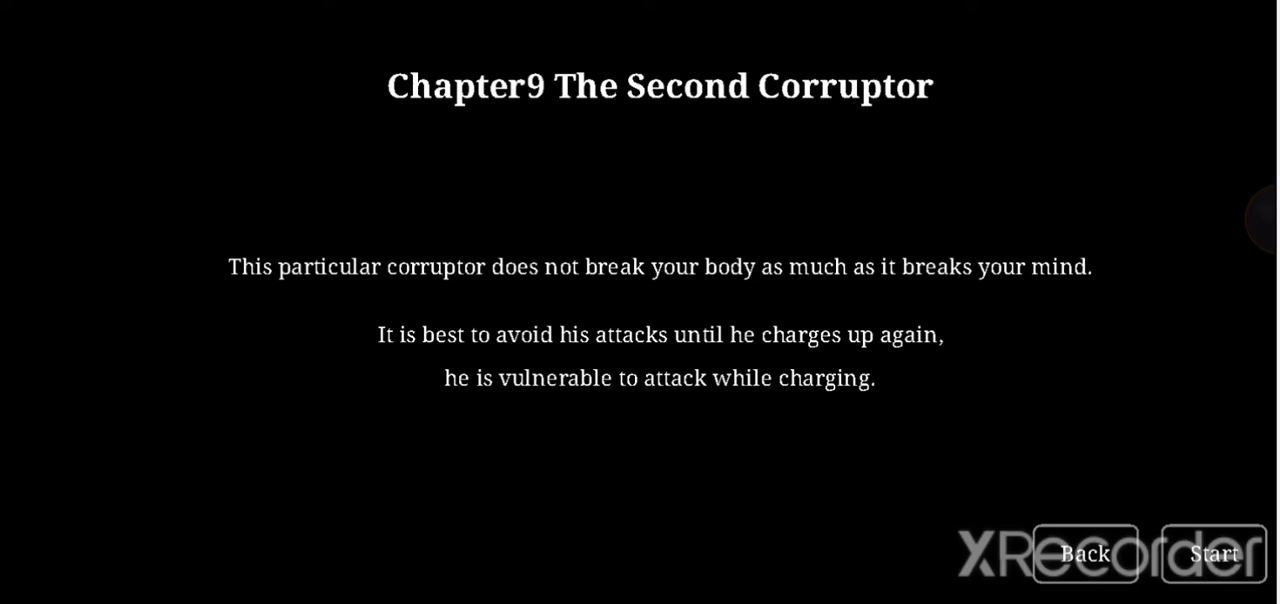 Chapter9 The Second Corruptor
This particular corruptor does not break your body as much as it breaks your mind.
It is best to avoid his attacks until he charges up again,
he is vulnerable to attack while charging.
XRecorder
Back
Start